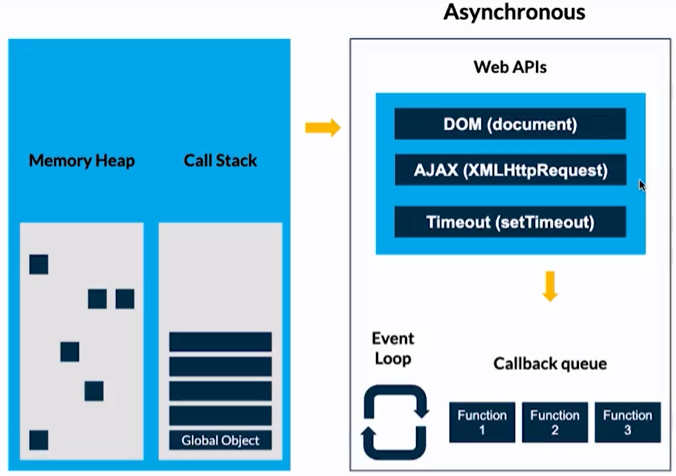 Asynchronous
Memory Heap
Call Stack
Global Object
Web APIs
DOM (document)
AJAX (XMLHttpRequest)
Timeout (setTimeout)
Event
Loop
Callback queue
Function
1
Function
2
Function
3